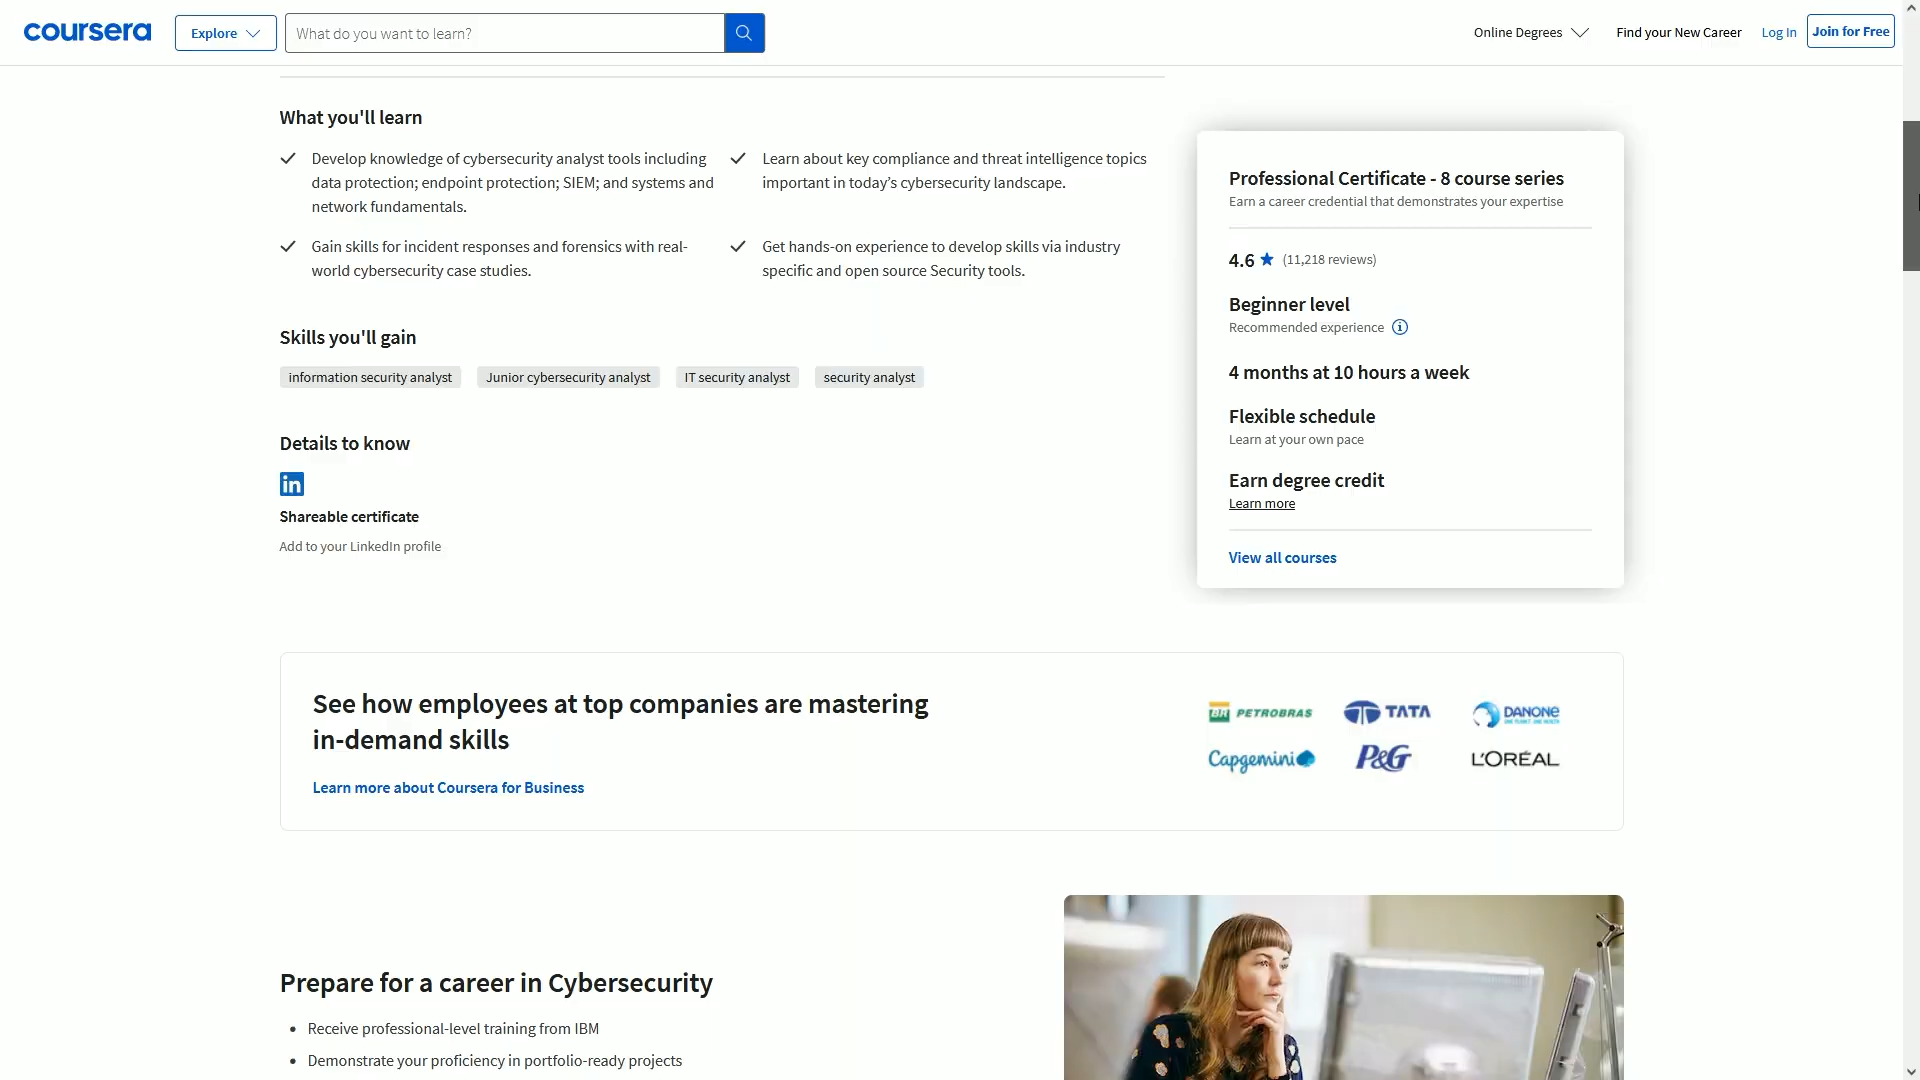 coursera
Explore
What do you want to learn?
Online Degrees
Find your New Career
Log In
Join for Free
What you'll learn
Develop knowledge of cybersecurity analyst tools including
data protection; endpoint protection; SIEM; and systems and
network fundamentals.
Learn about key compliance and threat intelligence topics
important in today’s cybersecurity landscape.
Gain skills for incident responses and forensics with real-
world cybersecurity case studies.
Get hands-on experience to develop skills via industry
specific and open source Security tools.
Skills you'll gain
information security analyst
Junior cybersecurity analyst
IT security analyst
security analyst
Details to know
in
Shareable certificate
Add to your LinkedIn profile
Professional Certificate - 8 course series
Earn a career credential that demonstrates your expertise
4.6 (11,218 reviews)
Beginner level
Recommended experience
4 months at 10 hours a week
Flexible schedule
Learn at your own pace
Earn degree credit
Learn more
View all courses
See how employees at top companies are mastering
in-demand skills
Learn more about Coursera for Business
BR PETROBRAS
TATA
DANONE
ONE PLANET. ONE HEALTH
Capgemini
P&G
L'ORÉAL
Prepare for a career in Cybersecurity
• Receive professional-level training from IBM
• Demonstrate your proficiency in portfolio-ready projects